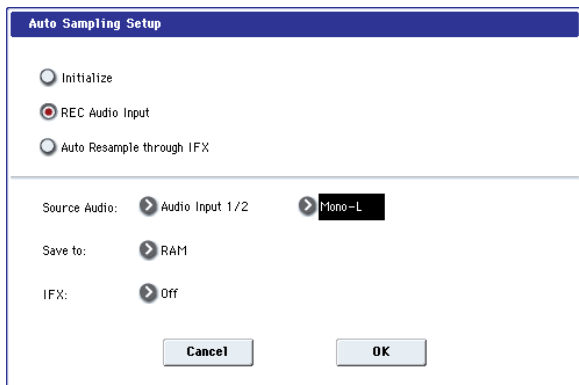 Auto Sampling Setup
Initialize
REC Audio Input
Auto Resample through IFX
Source Audio: Audio Input 1/2 Mono-L
Save to: RAM
IFX: Off
Cancel OK